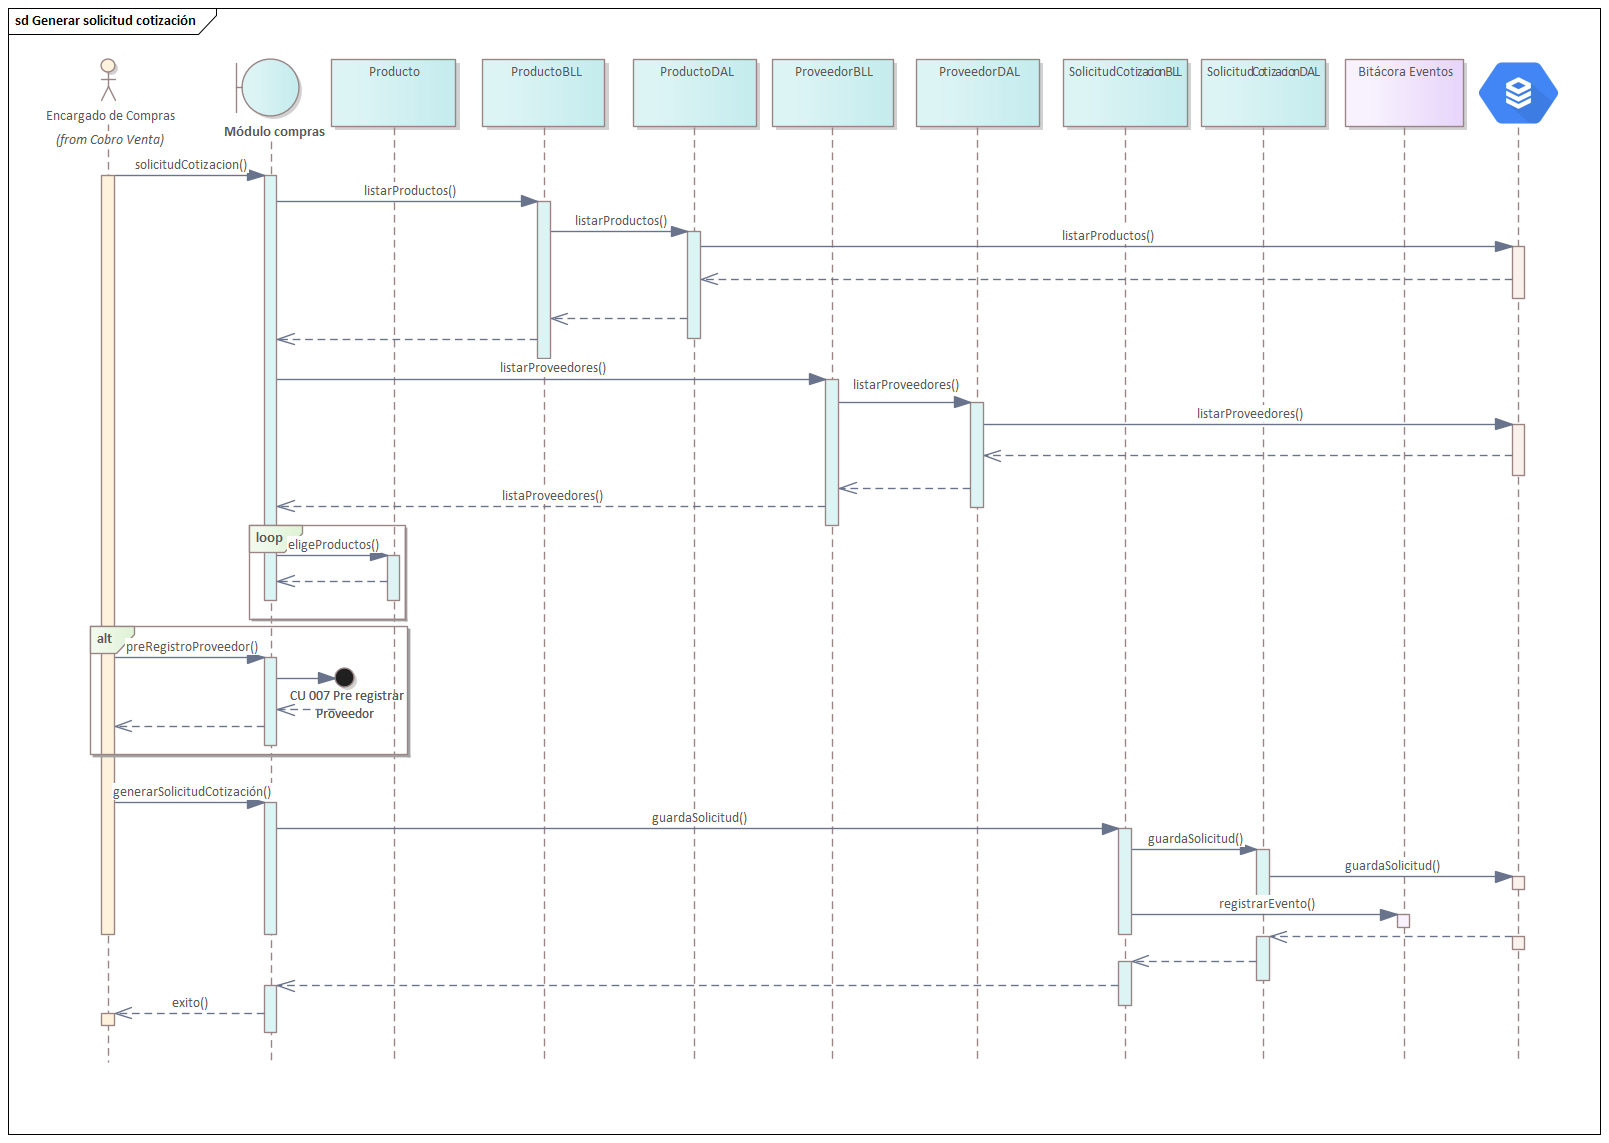 sd Generar solicitud cotización
Encargado de Compras
(from Cobro Venta)
Módulo compras
Producto
ProductoBLL
ProductoDAL
ProveedorBLL
ProveedorDAL
SolicitudCotizacionBLL
SolicitudCotizacionDAL
Bitácora Eventos
solicitudCotizacion()
listarProductos()
listarProductos()
listarProductos()
listarProveedores()
listarProveedores()
listarProveedores()
listaProveedores()
loop
eligeProductos()
alt
preRegistroProveedor()
CU 007 Pre registrar
Proveedor
generarSolicitudCotización()
guardaSolicitud()
guardaSolicitud()
guardaSolicitud()
registrarEvento()
exito()